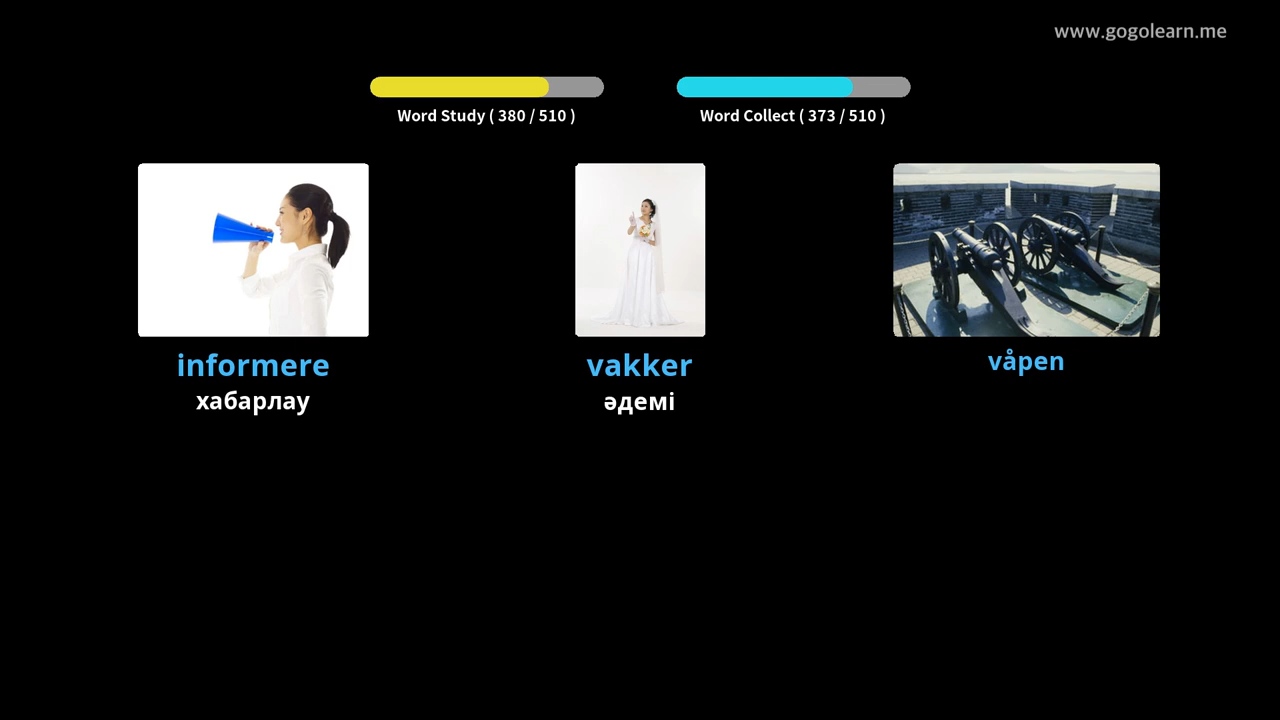 www.gogolearn.me
Word Study ( 380 / 510 )
Word Collect ( 373 / 510 )
informere
хабарлау
vakker
әдемі
våpen